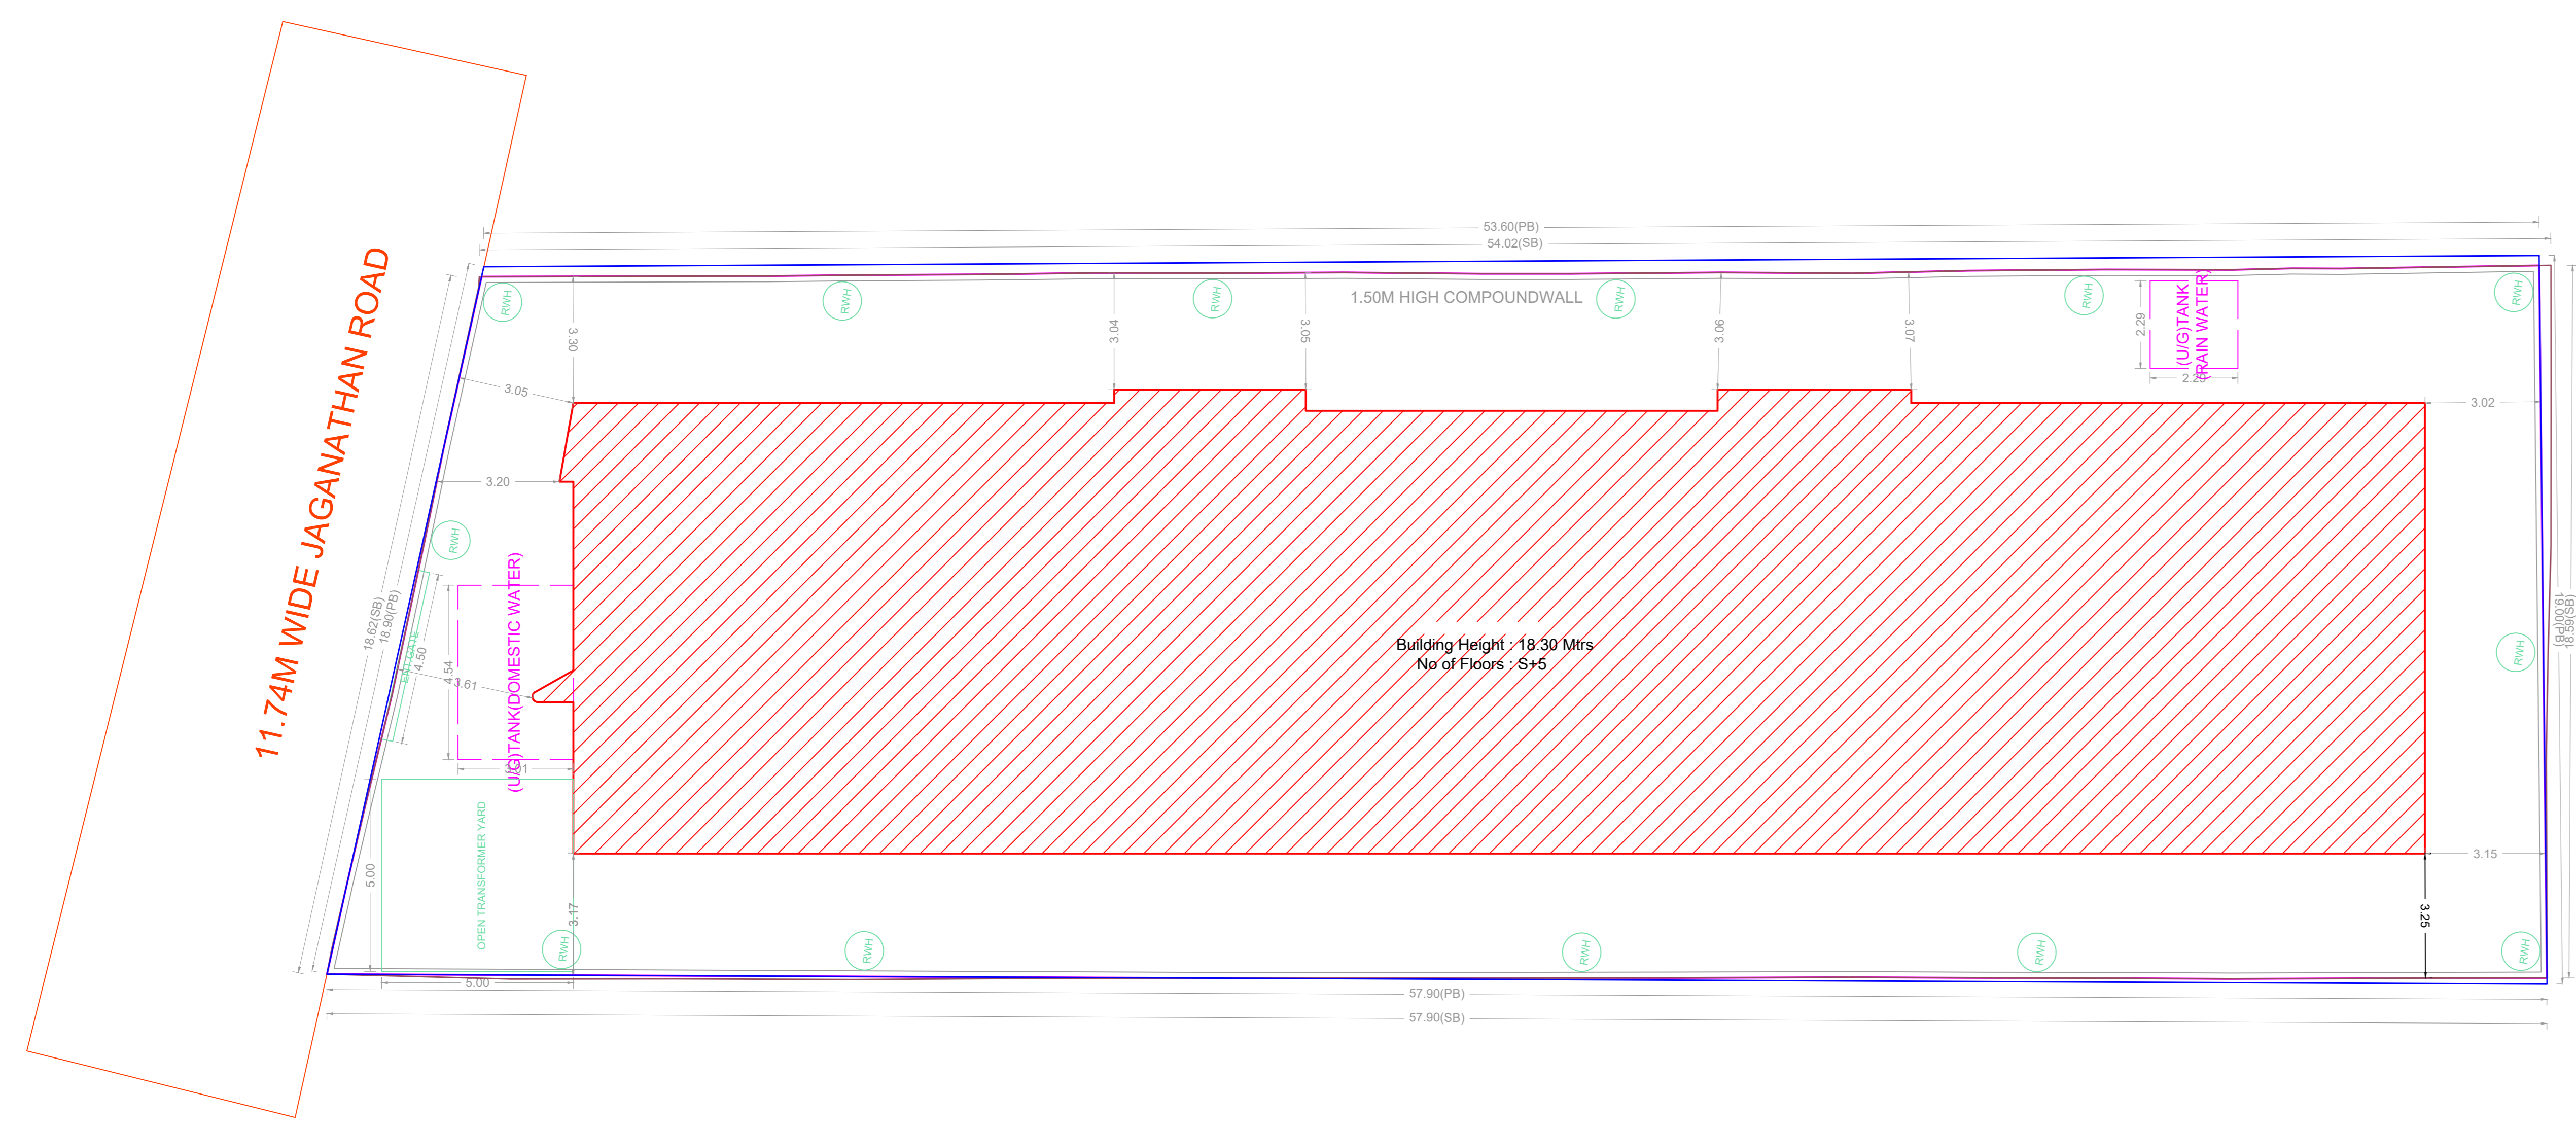 53.60(PB)
54.02(SB)
11.74M WIDE JAGANATHAN ROAD
RWH
RWH
RWH
1.50M HIGH COMPOUNDWALL
RWH
RWH
RWH
(U/G)TANK
(RAIN WATER)
2.29
2.29
3.30
3.04
3.05
3.06
3.07
3.05
3.02
3.20
RWH
18.62(SB)
18.90(PB)
4.50
4.54
3.61
(U/G)TANK(DOMESTIC WATER)
Building Height : 18.30 Mtrs
No of Floors : S+5
RWH
19.00(PB)
18.59(SB)
3.01
OPEN TRANSFORMER YARD
5.00
5.00
3.17
3.15
3.25
RWH
RWH
RWH
RWH
RWH
57.90(PB)
57.90(SB)